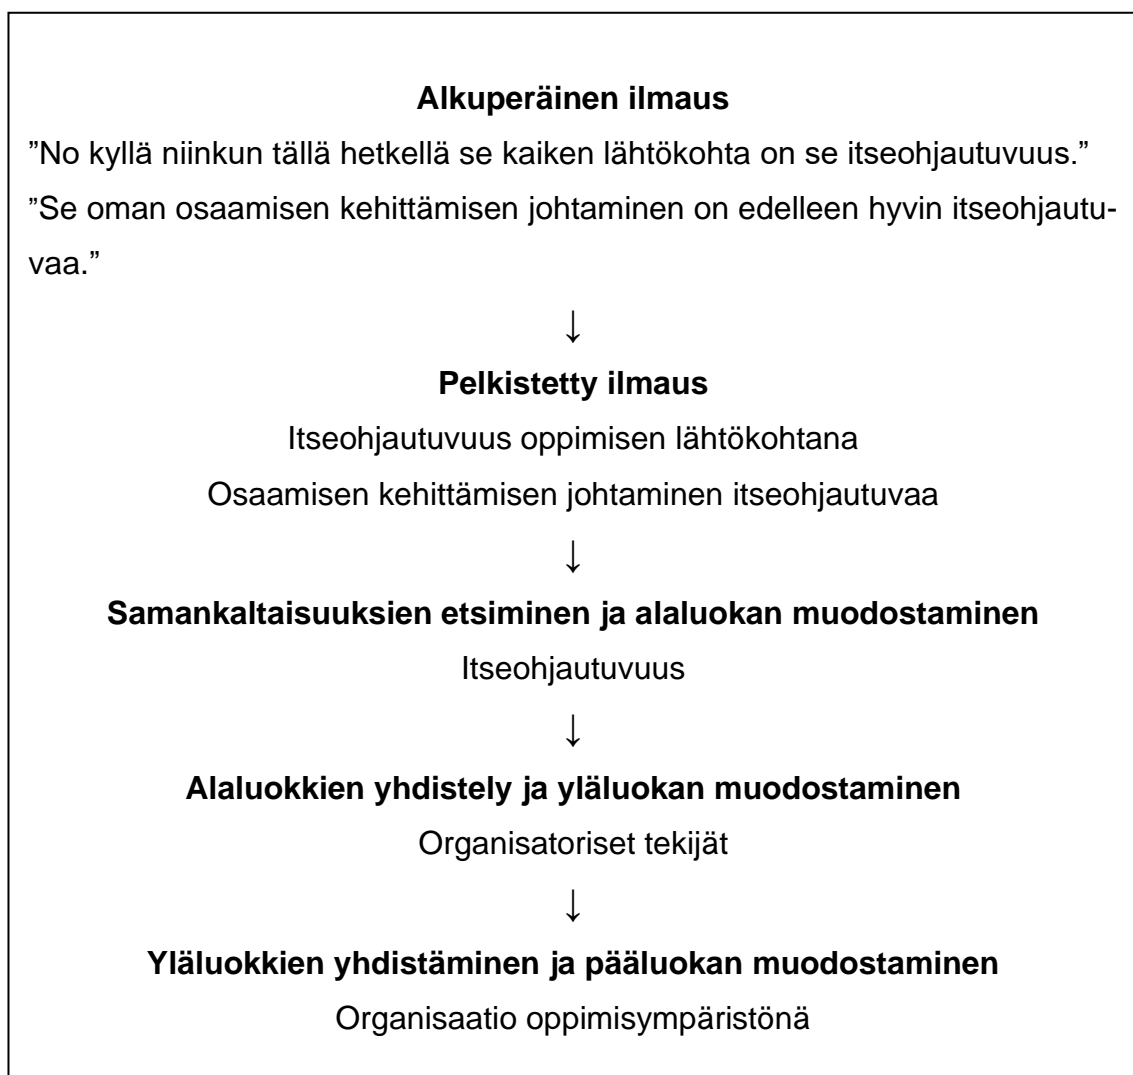 Alkuperäinen ilmaus
”No kyllä niinkun tällä hetkellä se kaiken lähtökohta on se itseohjautuvuus.”
”Se oman osaamisen kehittämisen johtaminen on edelleen hyvin itseohjautu-
vaa.”
↓
Pelkistetty ilmaus
Itseohjautuvuus oppimisen lähtökohtana
Osaamisen kehittämisen johtaminen itseohjautuvaa
↓
Samankaltaisuuksien etsiminen ja alaluokan muodostaminen
Itseohjautuvuus
↓
Alaluokkien yhdistely ja yläluokan muodostaminen
Organisatoriset tekijät
↓
Yläluokkien yhdistäminen ja pääluokan muodostaminen
Organisaatio oppimisympäristönä